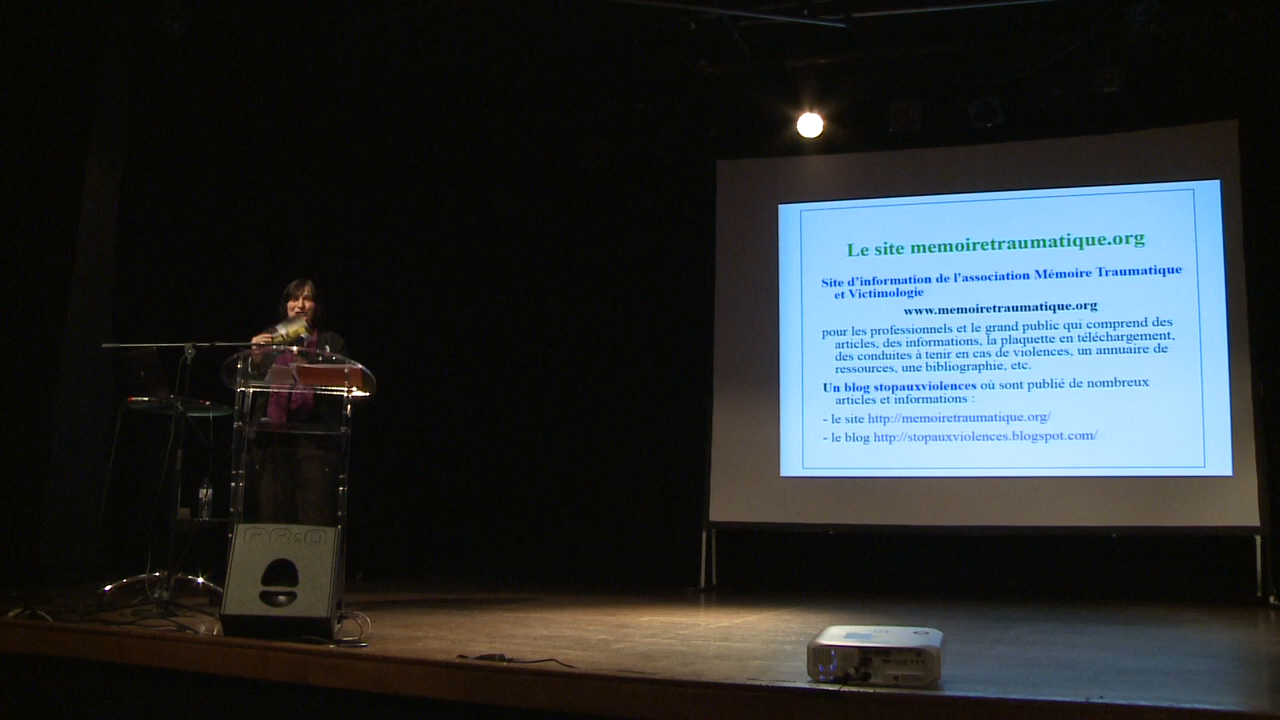 Le site memoiretraumatique.org
Site d'information de l'association Mémoire Traumatique
et Victimologie
www.memoiretraumatique.org
pour les professionnels et le grand public qui comprend des
articles, des informations, la plaquette en téléchargement,
des conduites à tenir en cas de violences, un annuaire de
ressources, une bibliographie, etc.
Un blog stopauxviolences où sont publié de nombreux
articles et informations :
- le site http://memoiretraumatique.org/
- le blog http://stopauxviolences.blogspot.com/